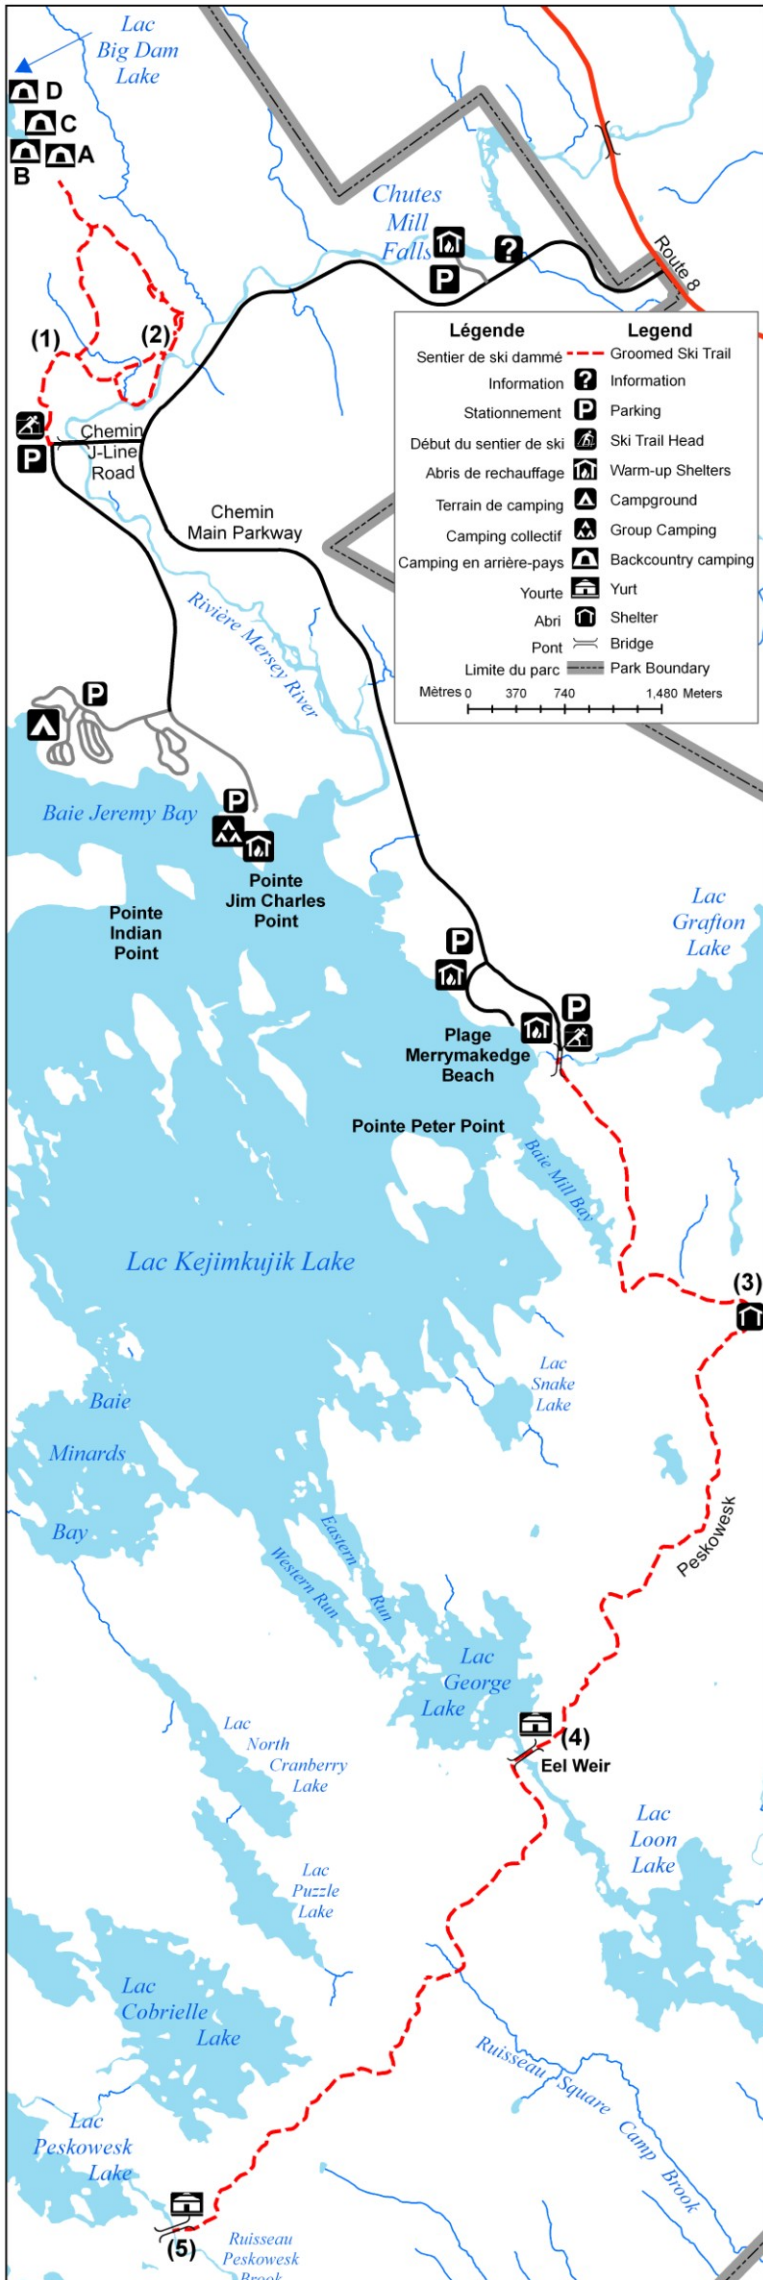 Lac
Big Dam
Lake
D
C
B
A
Chutes
Mill
Falls
P
?
Route 8
(1)
(2)
P
Chemin
J-Line
Road
Chemin
Main Parkway
Légende
Legend
Sentier de ski dammé
Groomed Ski Trail
Information
?
Information
Stationnement
P
Parking
Début du sentier de ski
Ski Trail Head
Abris de rechauffage
Warm-up Shelters
Terrain de camping
Campground
Camping collectif
Group Camping
Camping en arrière-pays
Backcountry camping
Yourte
Yurt
Abri
Shelter
Pont
Bridge
Limite du parc
Park Boundary
Mètres 0 370 740 1,480 Meters
Rivière Mersey River
P
Baie Jeremy Bay
P
Pointe
Jim Charles
Point
Pointe
Indian
Point
Lac
Grafton
Lake
P
P
Plage
Merrymakedge
Beach
Pointe Peter Point
Baie Mill Bay
Lac Kejimkujik Lake
(3)
Lac
Snake
Lake
Baie
Minards
Bay
Peskowesk
Eastern
Run
Western Run
Lac
George
Lake
(4)
Eel Weir
Lac
North
Cranberry
Lake
Lac
Loon
Lake
Lac
Puzzle
Lake
Lac
Cobrielle
Lake
Ruisseau Square Camp Brook
Lac
Peskowesk
Lake
(5)
Ruisseau
Peskowesk
Brook